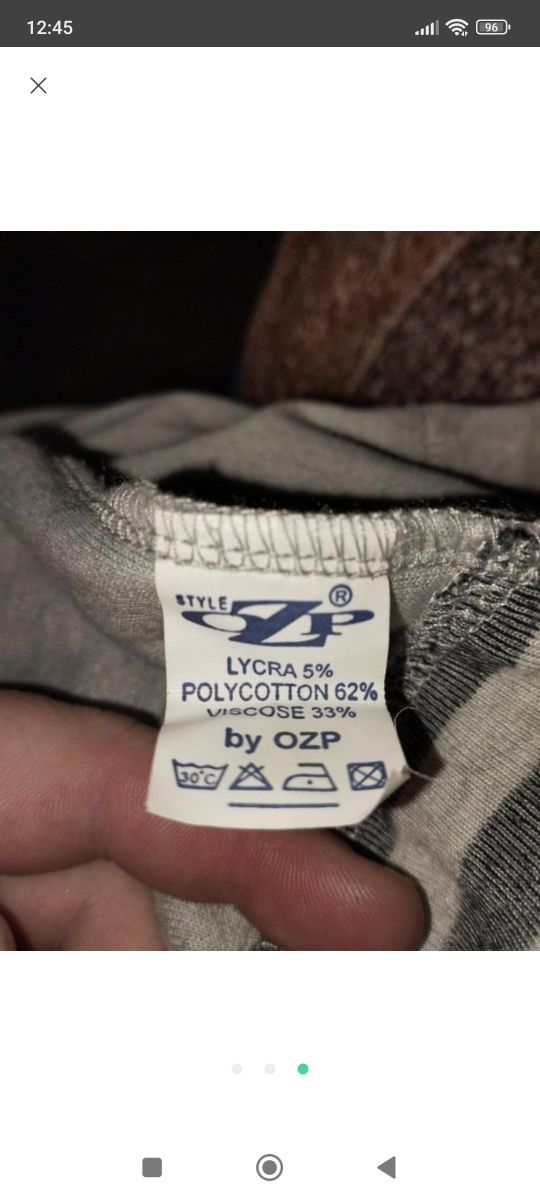 12:45
96
STYLE
OZP ®
LYCRA 5%
POLYCOTTON 62%
VISCOSE 33%
by OZP
30°C